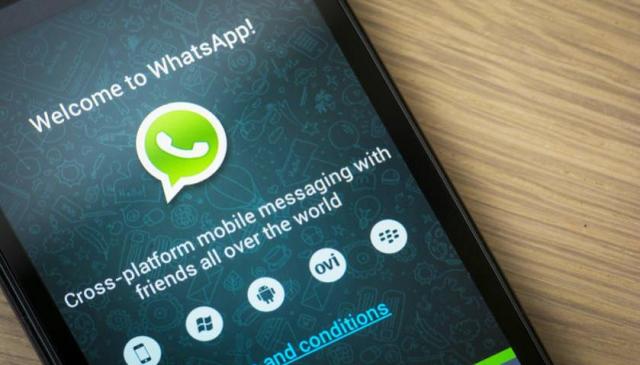 Welcome to WhatsApp!
Cross-platform mobile messaging with
friends all over the world
ovi
and conditions